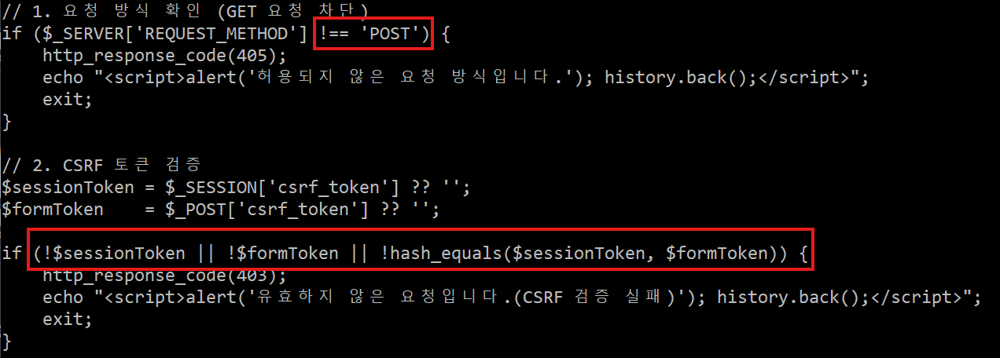 // 1. 요청 방식 확인 (GET 요청 차단)
if ($_SERVER['REQUEST_METHOD'] !== 'POST') {
    http_response_code(405);
    echo "<script>alert('허용되지 않은 요청 방식입니다.'); history.back();</script>";
    exit;
}

// 2. CSRF 토큰 검증
$sessionToken = $_SESSION['csrf_token'] ?? '';
$formToken    = $_POST['csrf_token'] ?? '';

if (!$sessionToken || !$formToken || !hash_equals($sessionToken, $formToken)) {
    http_response_code(403);
    echo "<script>alert('유효하지 않은 요청입니다.(CSRF 검증 실패)'); history.back();</script>";
    exit;
}